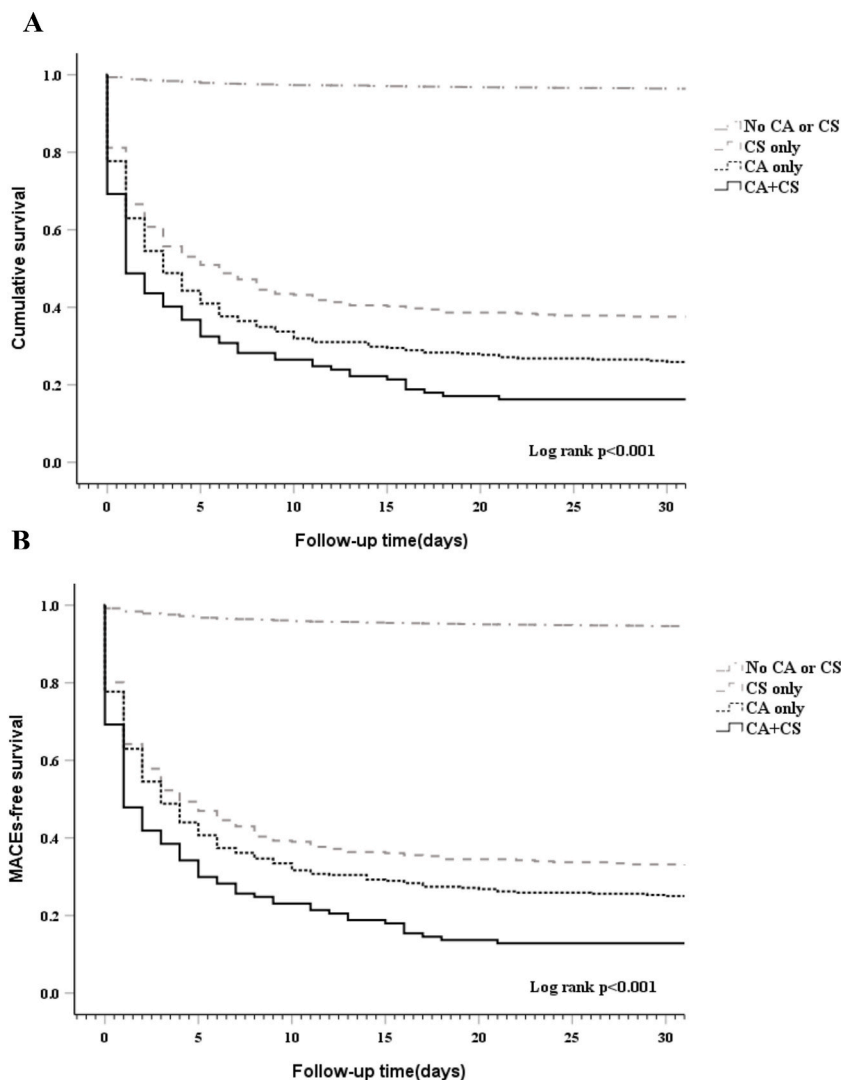 A
Cumulative survival
1.0
0.8
0.6
0.4
0.2
0.0
No CA or CS
CS only
CA only
CA+CS
Log rank p<0.001
0 5 10 15 20 25 30
Follow-up time(days)
B
MACEs-free survival
1.0
0.8
0.6
0.4
0.2
0.0
No CA or CS
CS only
CA only
CA+CS
Log rank p<0.001
0 5 10 15 20 25 30
Follow-up time(days)